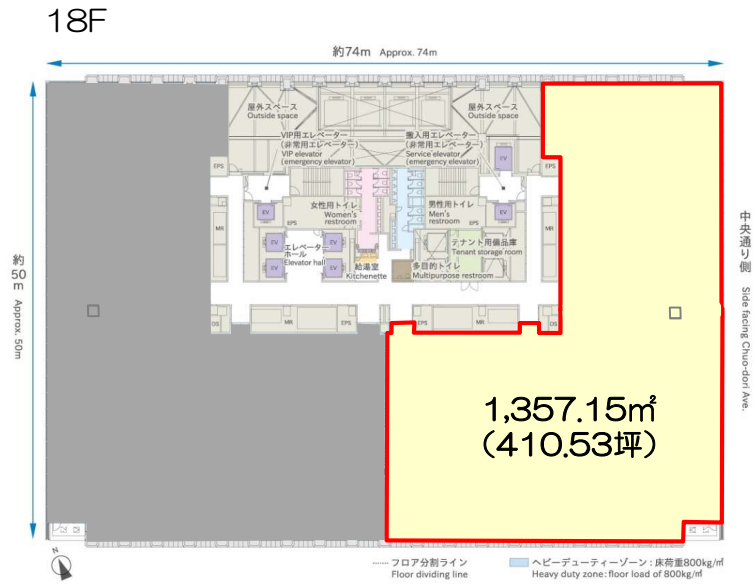 18F
約74m Approx. 74m
屋外スペース
Outside space
屋外スペース
Outside space
VIP用エレベーター
(非常用エレベーター)
VIP elevator
(emergency elevator)
搬入用エレベーター
(非常用エレベーター)
Service elevator
(emergency elevator)
EPS
EV
EPS
女性用トイレ
Women's
restroom
男性用トイレ
Men's
restroom
EV
EPS
EPS
EV
MR
MR
EV
EV
エレベーター
ホール
Elevator hall
EV
EV
給湯室
Kitchenette
テナント用備品庫
Tenant storage room
多目的トイレ
Multipurpose restroom
EV
EV
DS
MR
EPS
EPS
MR
DS
約50m Approx. 50m
中央通り側 Side facing Chuo-dori Ave.
1,357.15㎡
(410.53坪)
N
フロア分割ライン
Floor dividing line
ヘビーデューティーゾーン：床荷重800kg/㎡
Heavy duty zone: floor load of 800kg/㎡